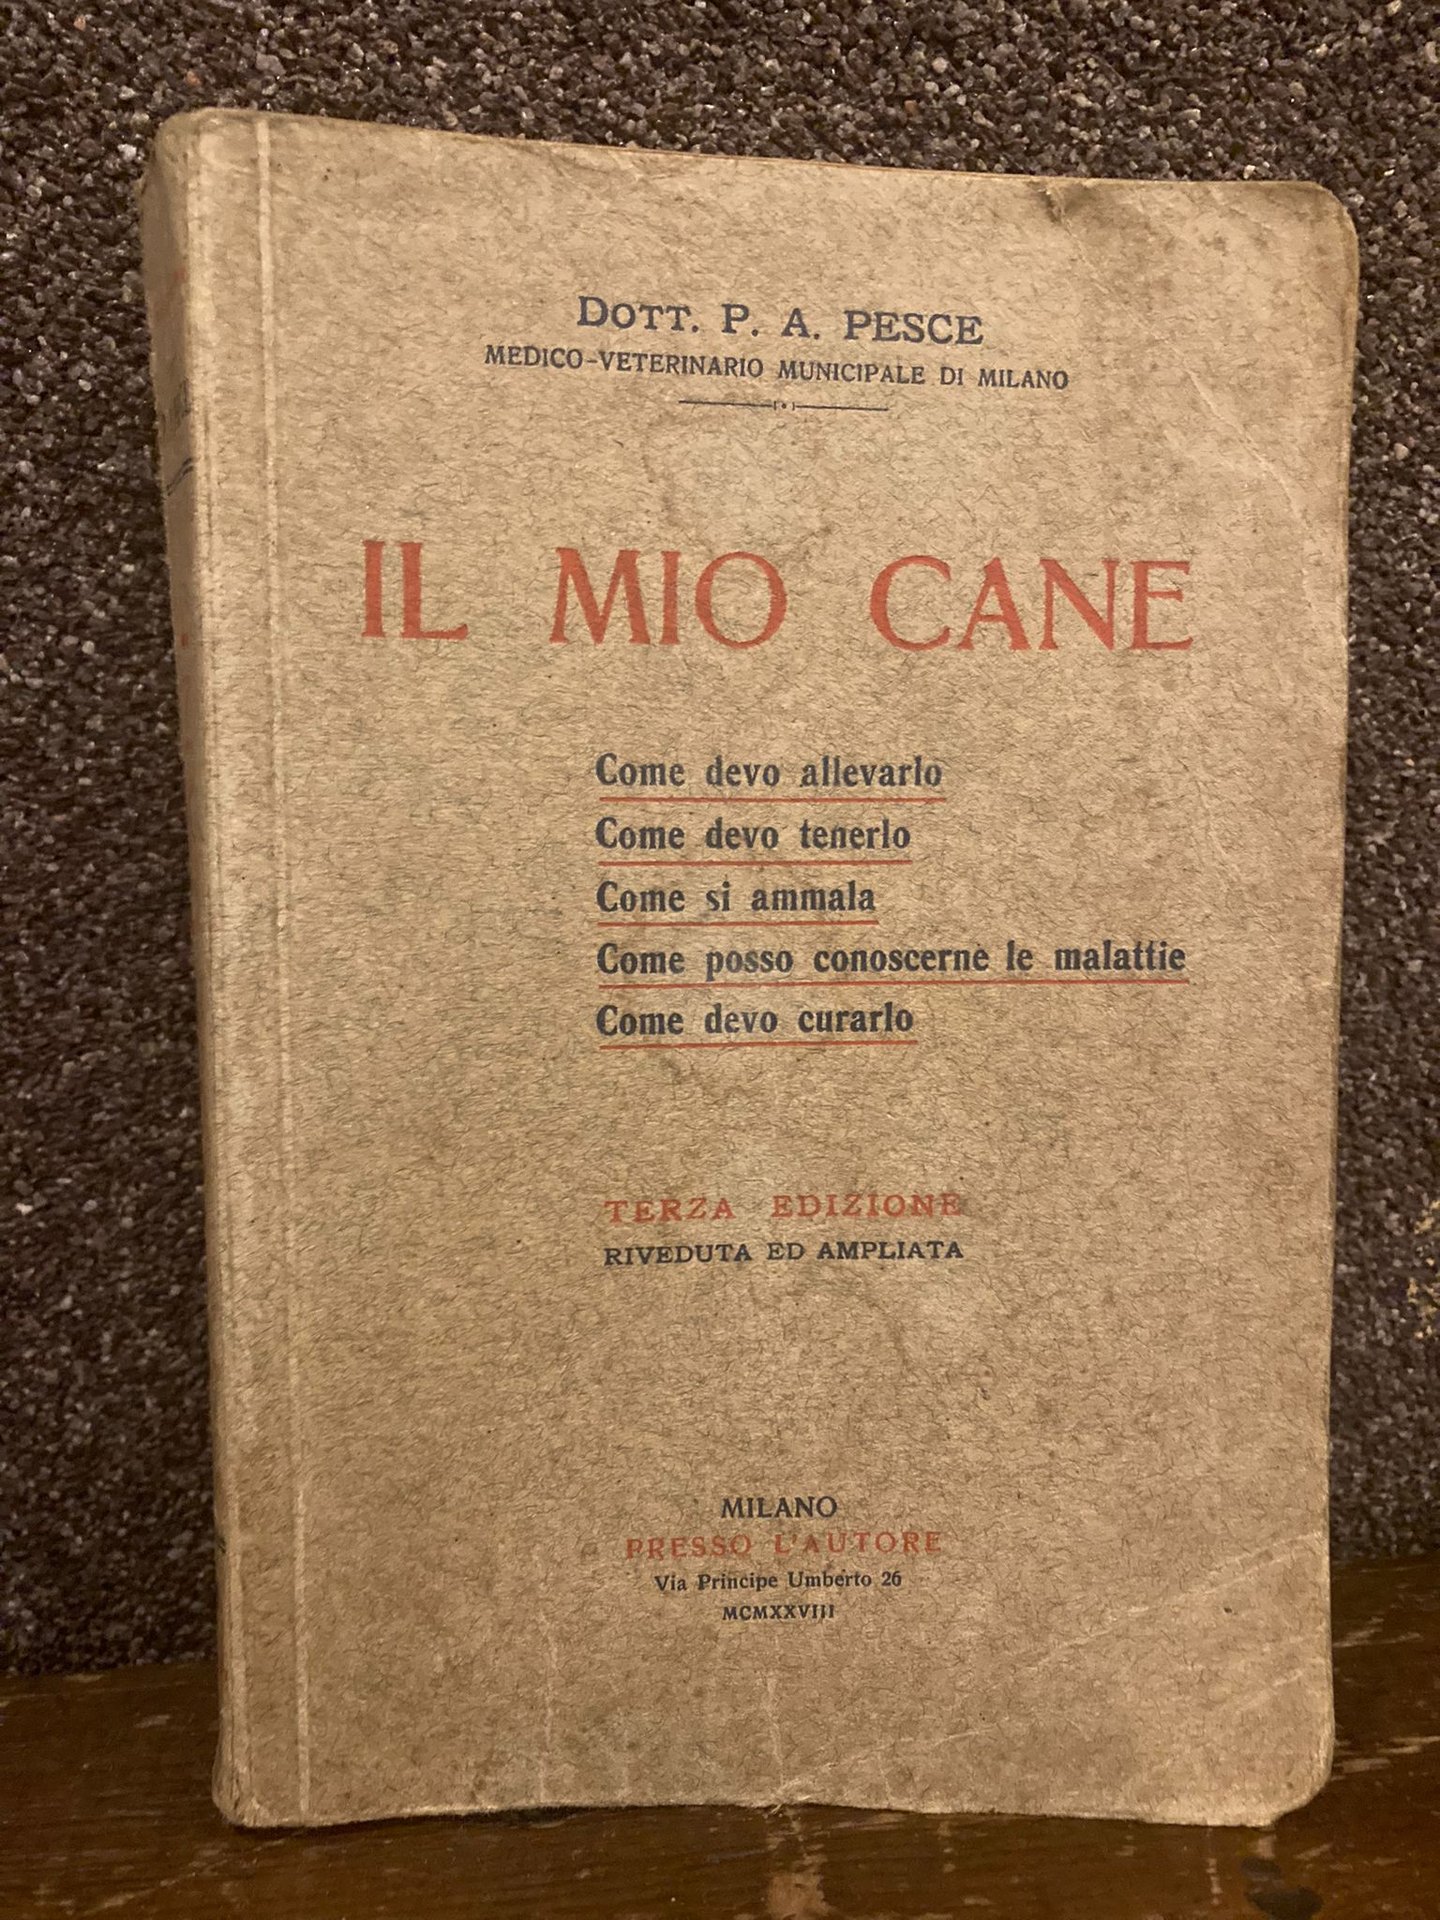 DOTT. P. A. PESCE
MEDICO-VETERINARIO MUNICIPALE DI MILANO
IL MIO CANE
Come devo allevarlo
Come devo tenerlo
Come si ammala
Come posso conoscerne le malattie
Come devo curarlo
TERZA EDIZIONE
RIVEDUTA ED AMPLIATA
MILANO
PRESSO L'AUTORE
Via Principe Umberto 26
MCMXXVIII